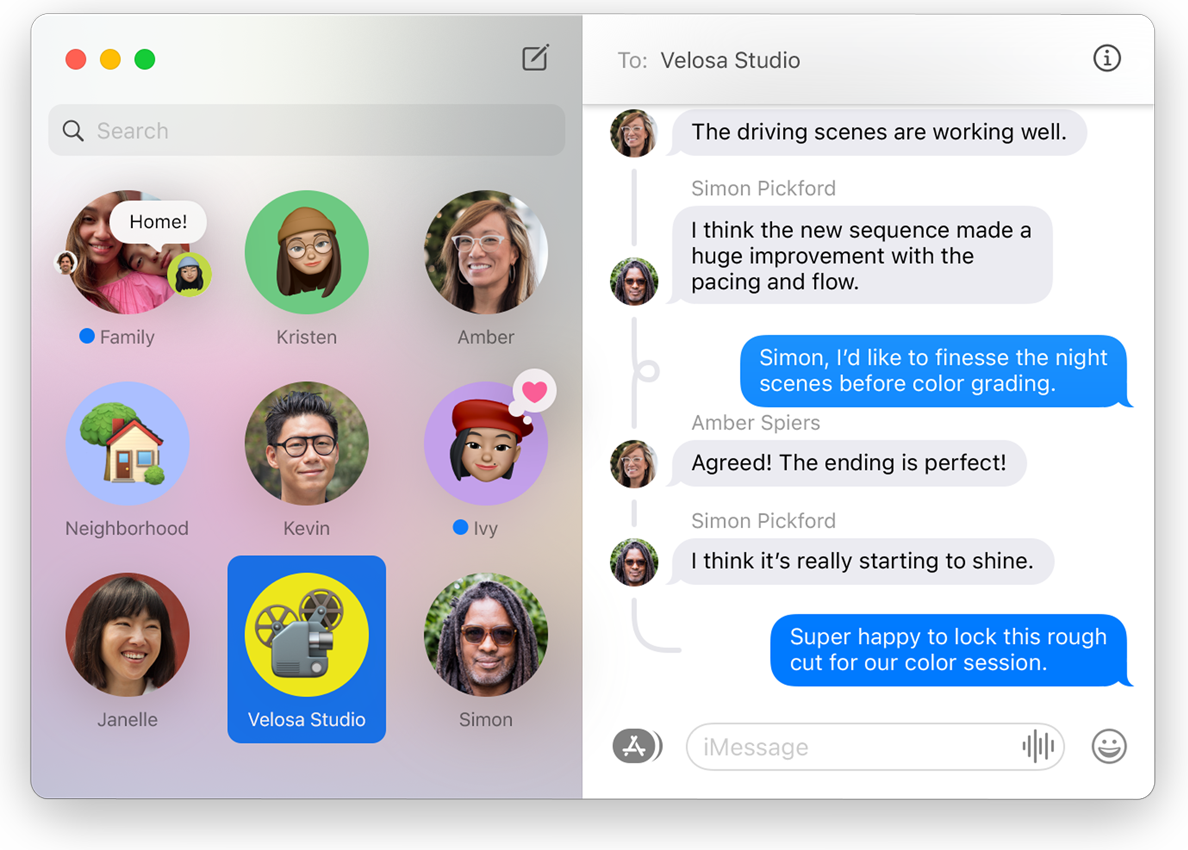 Search
Home!
Family
Kristen
Amber
Neighborhood
Kevin
Ivy
Janelle
Velosa Studio
Simon
To: Velosa Studio
The driving scenes are working well.
Simon Pickford
I think the new sequence made a
huge improvement with the
pacing and flow.
Simon, I’d like to finesse the night
scenes before color grading.
Amber Spiers
Agreed! The ending is perfect!
Simon Pickford
I think it’s really starting to shine.
Super happy to lock this rough
cut for our color session.
iMessage